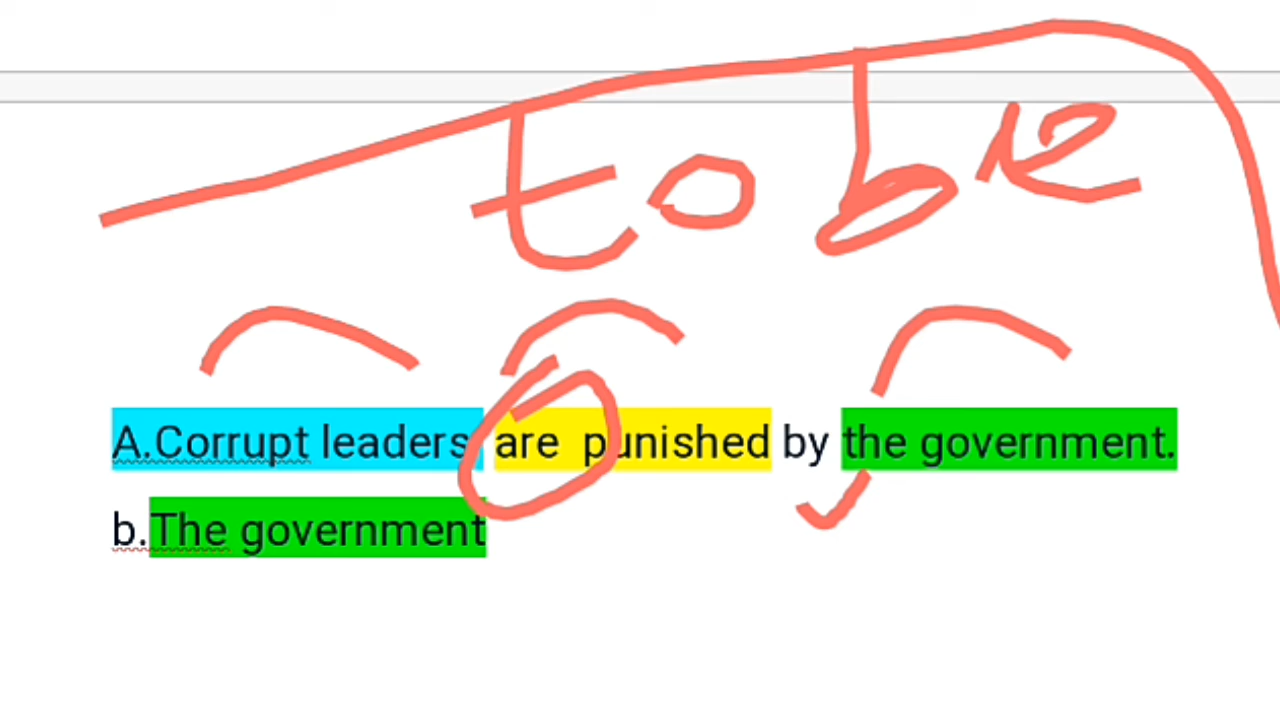 to be
A.Corrupt leaders are punished by the government.
b.The government